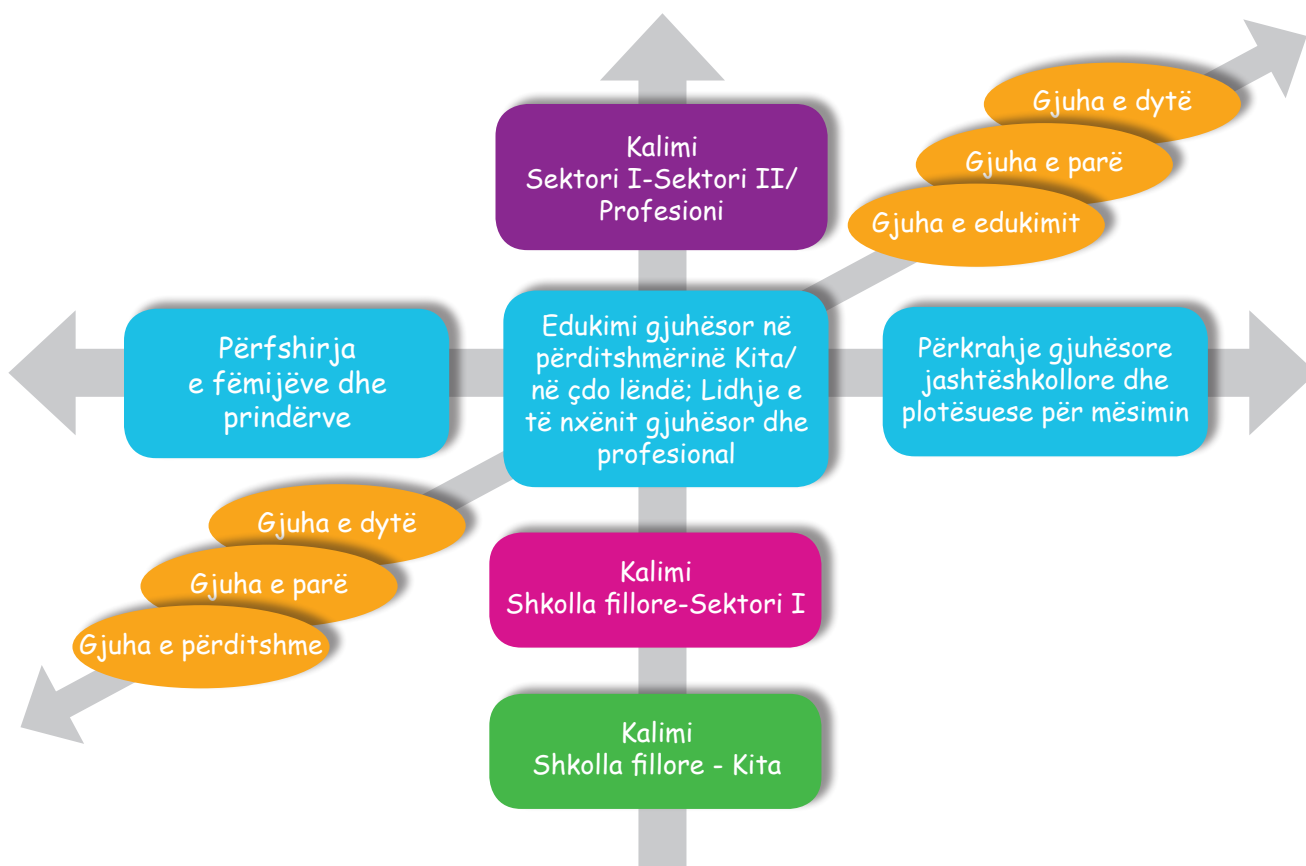 Gjuha e dytë
Gjuha e parë
Gjuha e edukimit
Kalimi
Sektori I-Sektori II/
Profesioni
Përfshirja
e fëmijëve dhe
prindërve
Edukimi gjuhësor në
përditshmërinë Kita/
në çdo lëndë; Lidhje e
të nxënit gjuhësor dhe
profesional
Përkrahje gjuhësore
jashtëshkollore dhe
plotësuese për mësimin
Gjuha e dytë
Gjuha e parë
Gjuha e përditshme
Kalimi
Shkolla fillore-Sektori I
Kalimi
Shkolla fillore - Kita